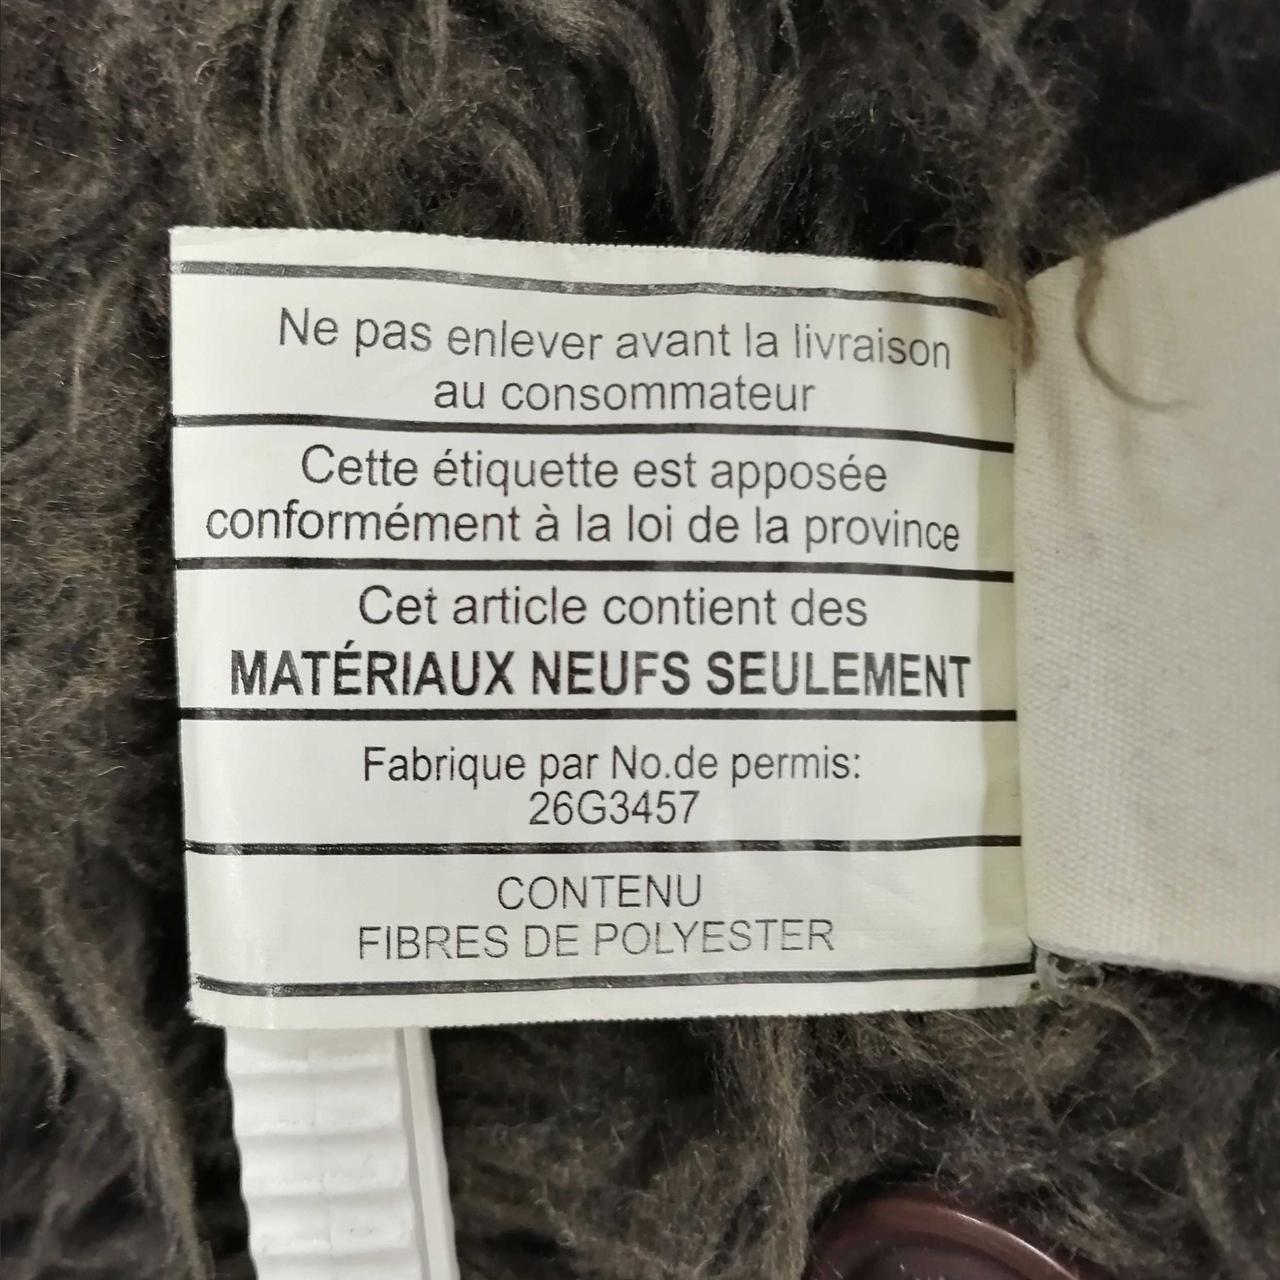 Ne pas enlever avant la livraison
au consommateur
Cette étiquette est apposée
conformément à la loi de la province
Cet article contient des
MATÉRIAUX NEUFS SEULEMENT
Fabrique par No.de permis:
26G3457
CONTENU
FIBRES DE POLYESTER